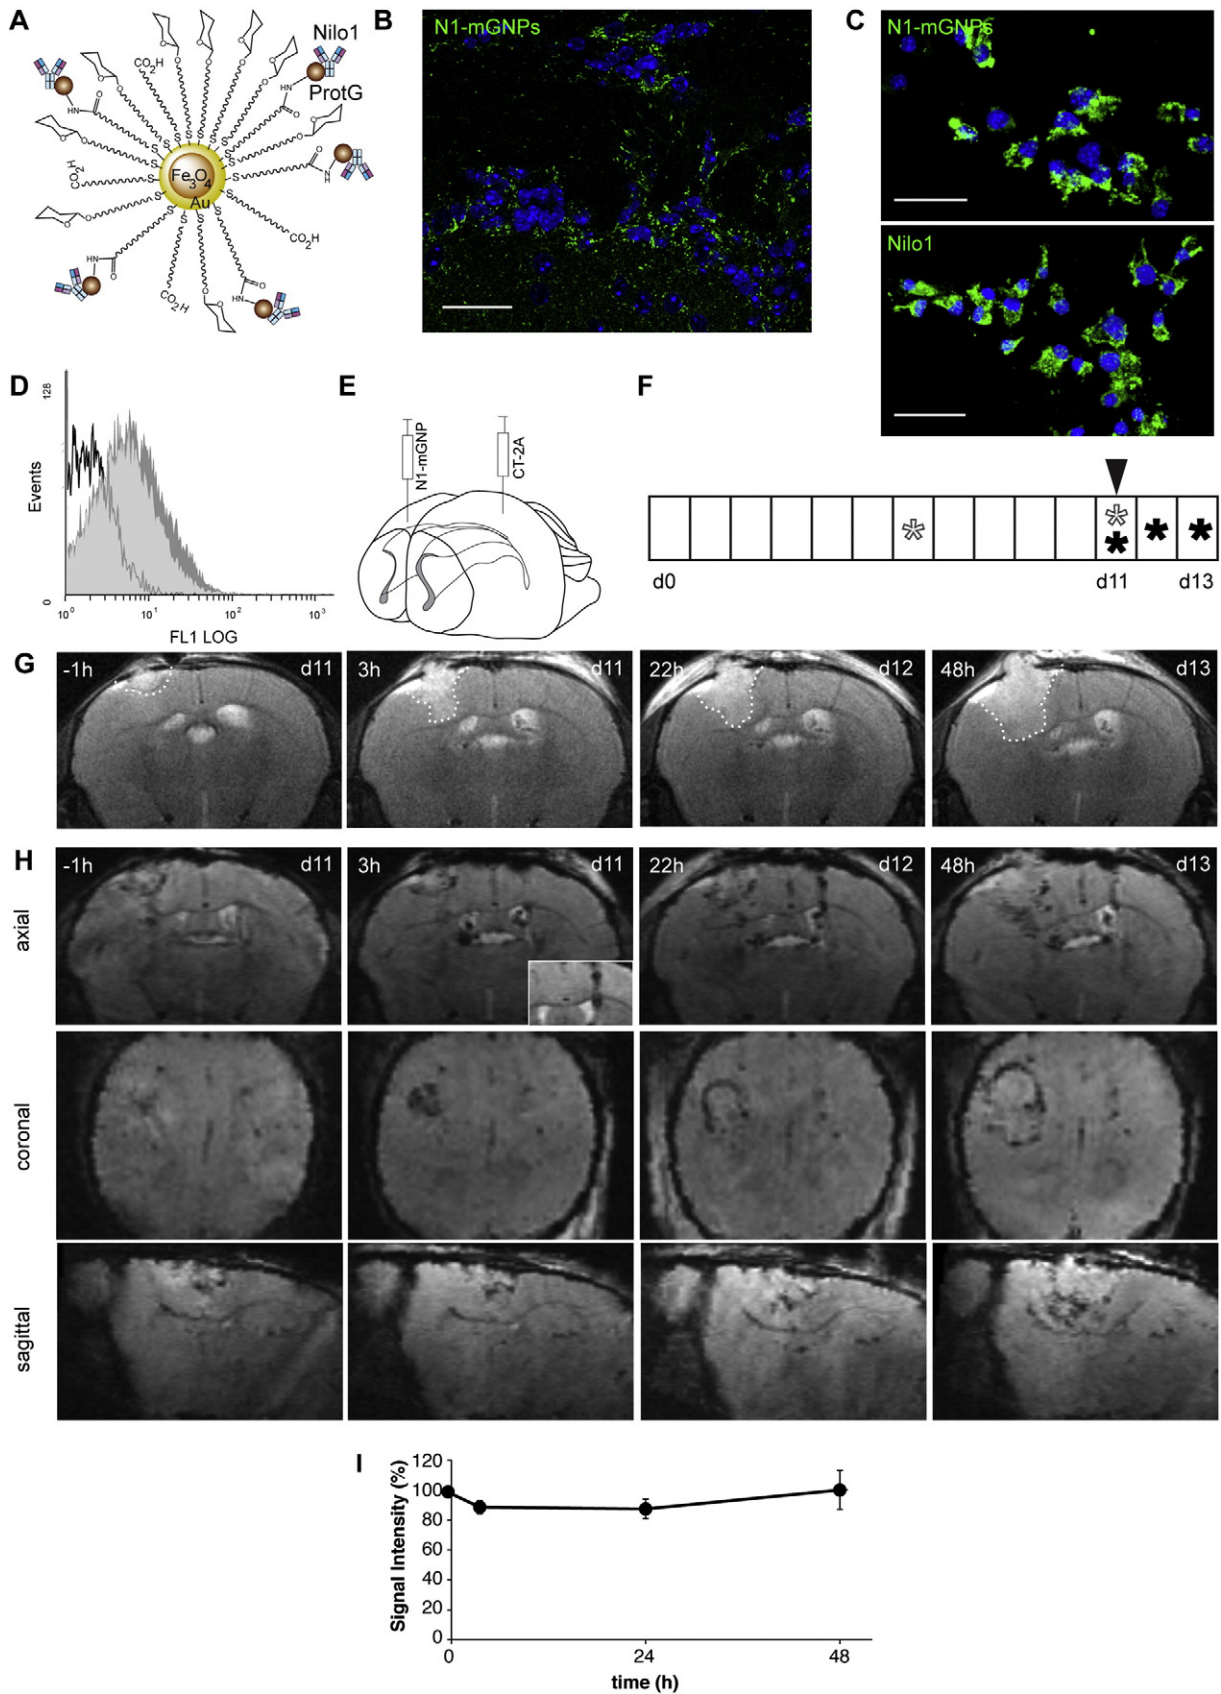 A
Nilo1
ProtG
CO2H
HN
O
S
Fe3O4
Au
CO2H
CO2H
CO2H
HN
O
N
H
B
N1-mGNPs
C
N1-mGNPs
Nilo1
D
128
Events
0
10^0 10^1 10^2 10^3
FL1 LOG
E
N1-mGNP
CT-2A
F
* * * * *
d0 d11 d13
G
-1h d11 3h d11 22h d12 48h d13
H
-1h d11 3h d11 22h d12 48h d13
axial
coronal
sagittal
I
Signal Intensity (%)
120
100
80
60
40
20
0
0 24 48
time (h)